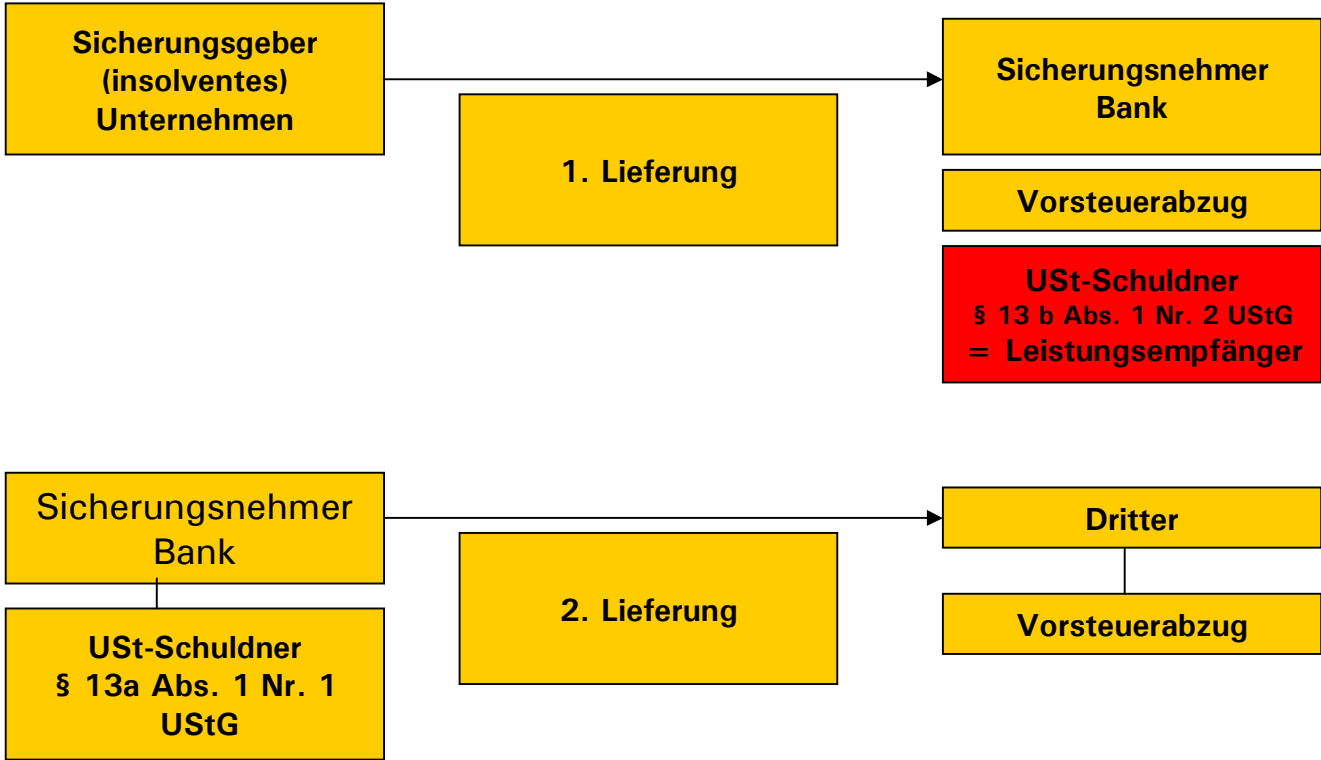 Sicherungsgeber
(insolventes)
Unternehmen
1. Lieferung
Sicherungsnehmer
Bank
Vorsteuerabzug
USt-Schuldner
§ 13 b Abs. 1 Nr. 2 UStG
= Leistungsempfänger
Sicherungsnehmer
Bank
USt-Schuldner
§ 13a Abs. 1 Nr. 1
UStG
2. Lieferung
Dritter
Vorsteuerabzug